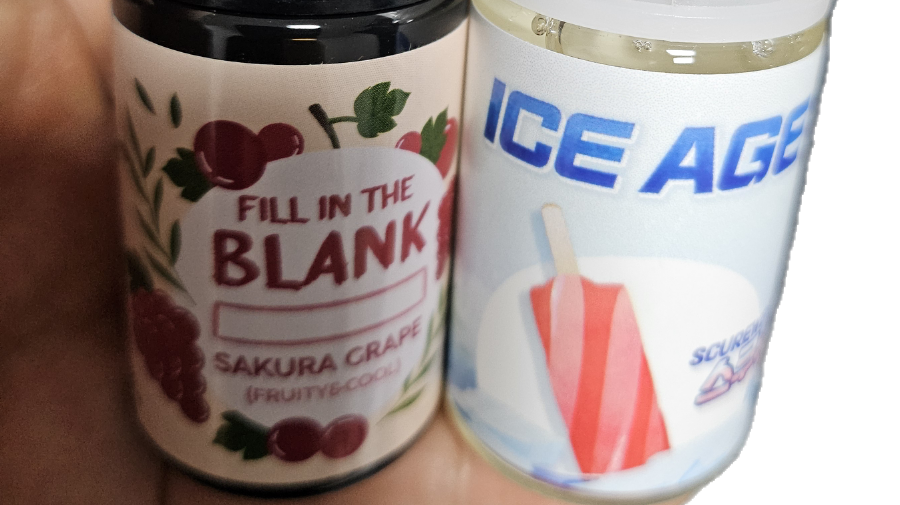 FILL IN THE
BLANK
SAKURA GRAPE
(FRUITY&COOL)
ICE AGE